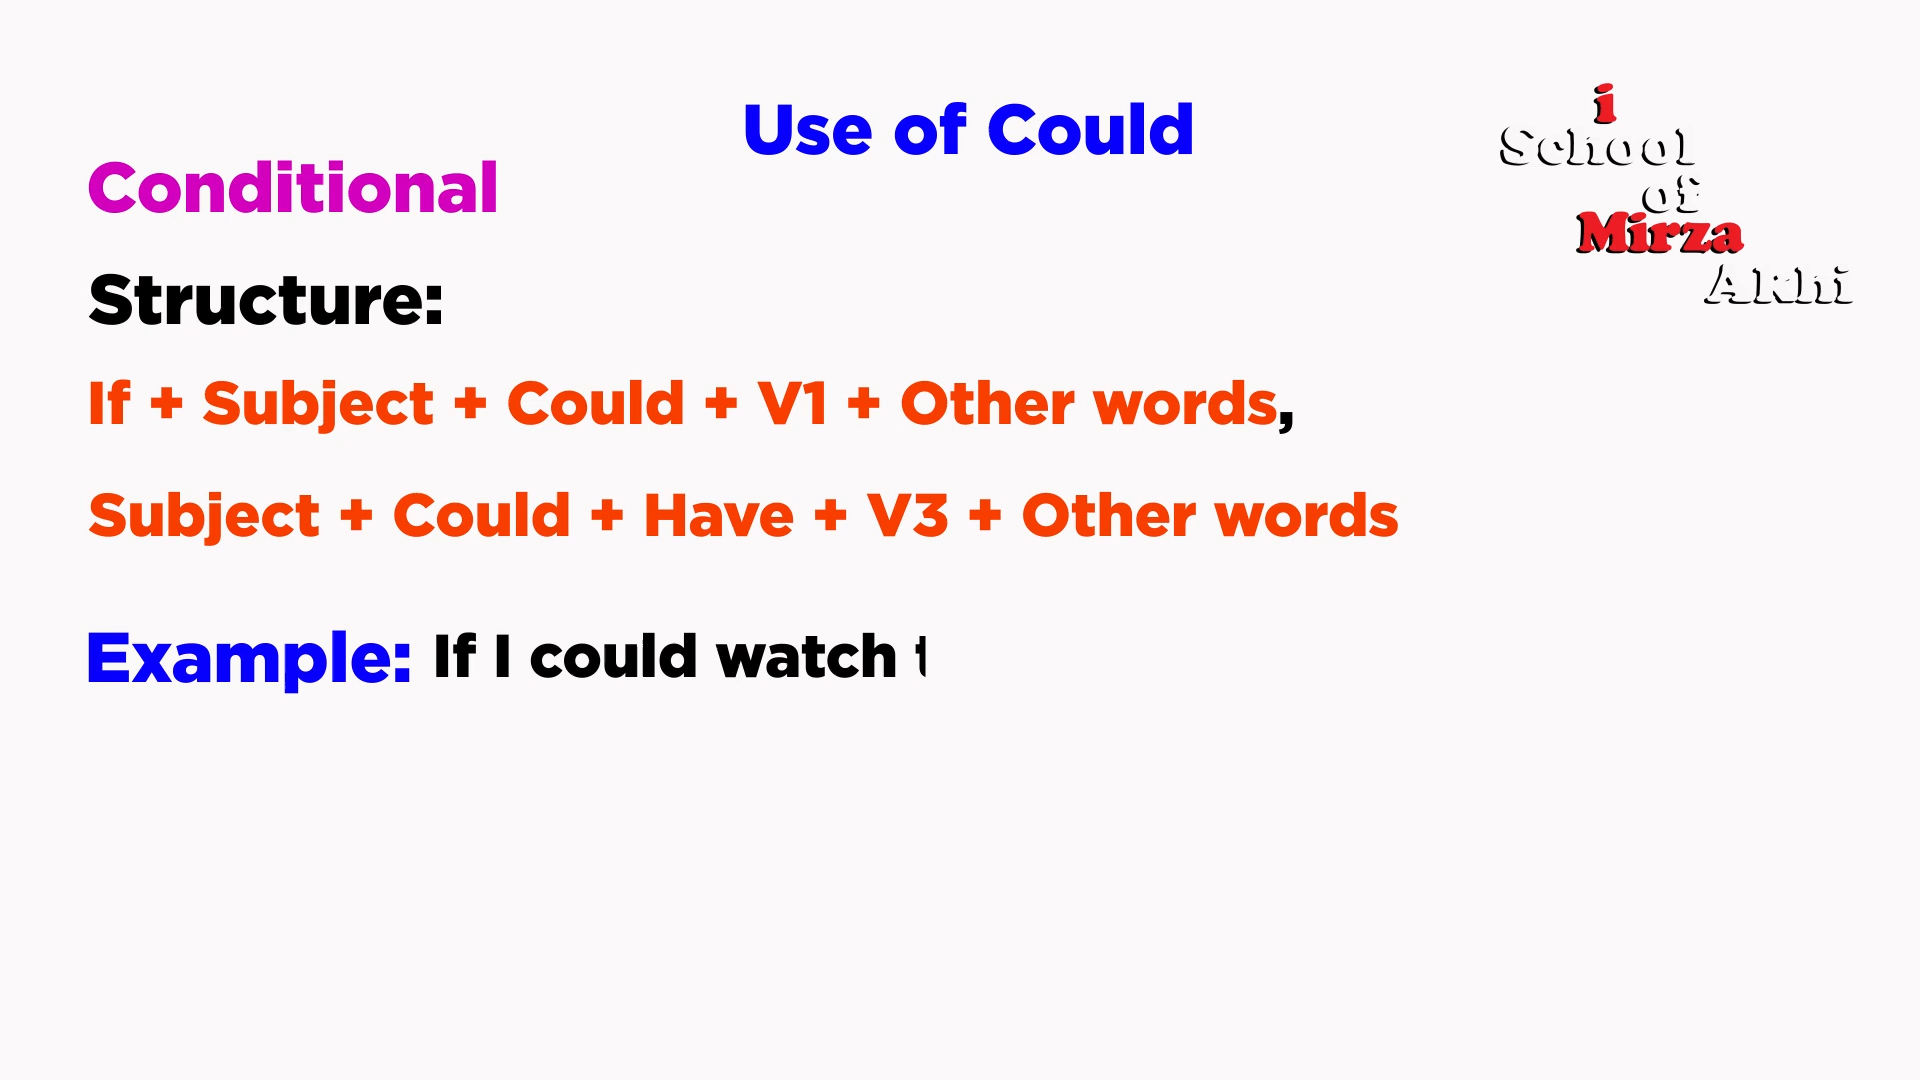 Use of Could
Conditional
Structure:
If + Subject + Could + V1 + Other words,
Subject + Could + Have + V3 + Other words
Example: If I could watch
i
School
of
Mirza
Akhi